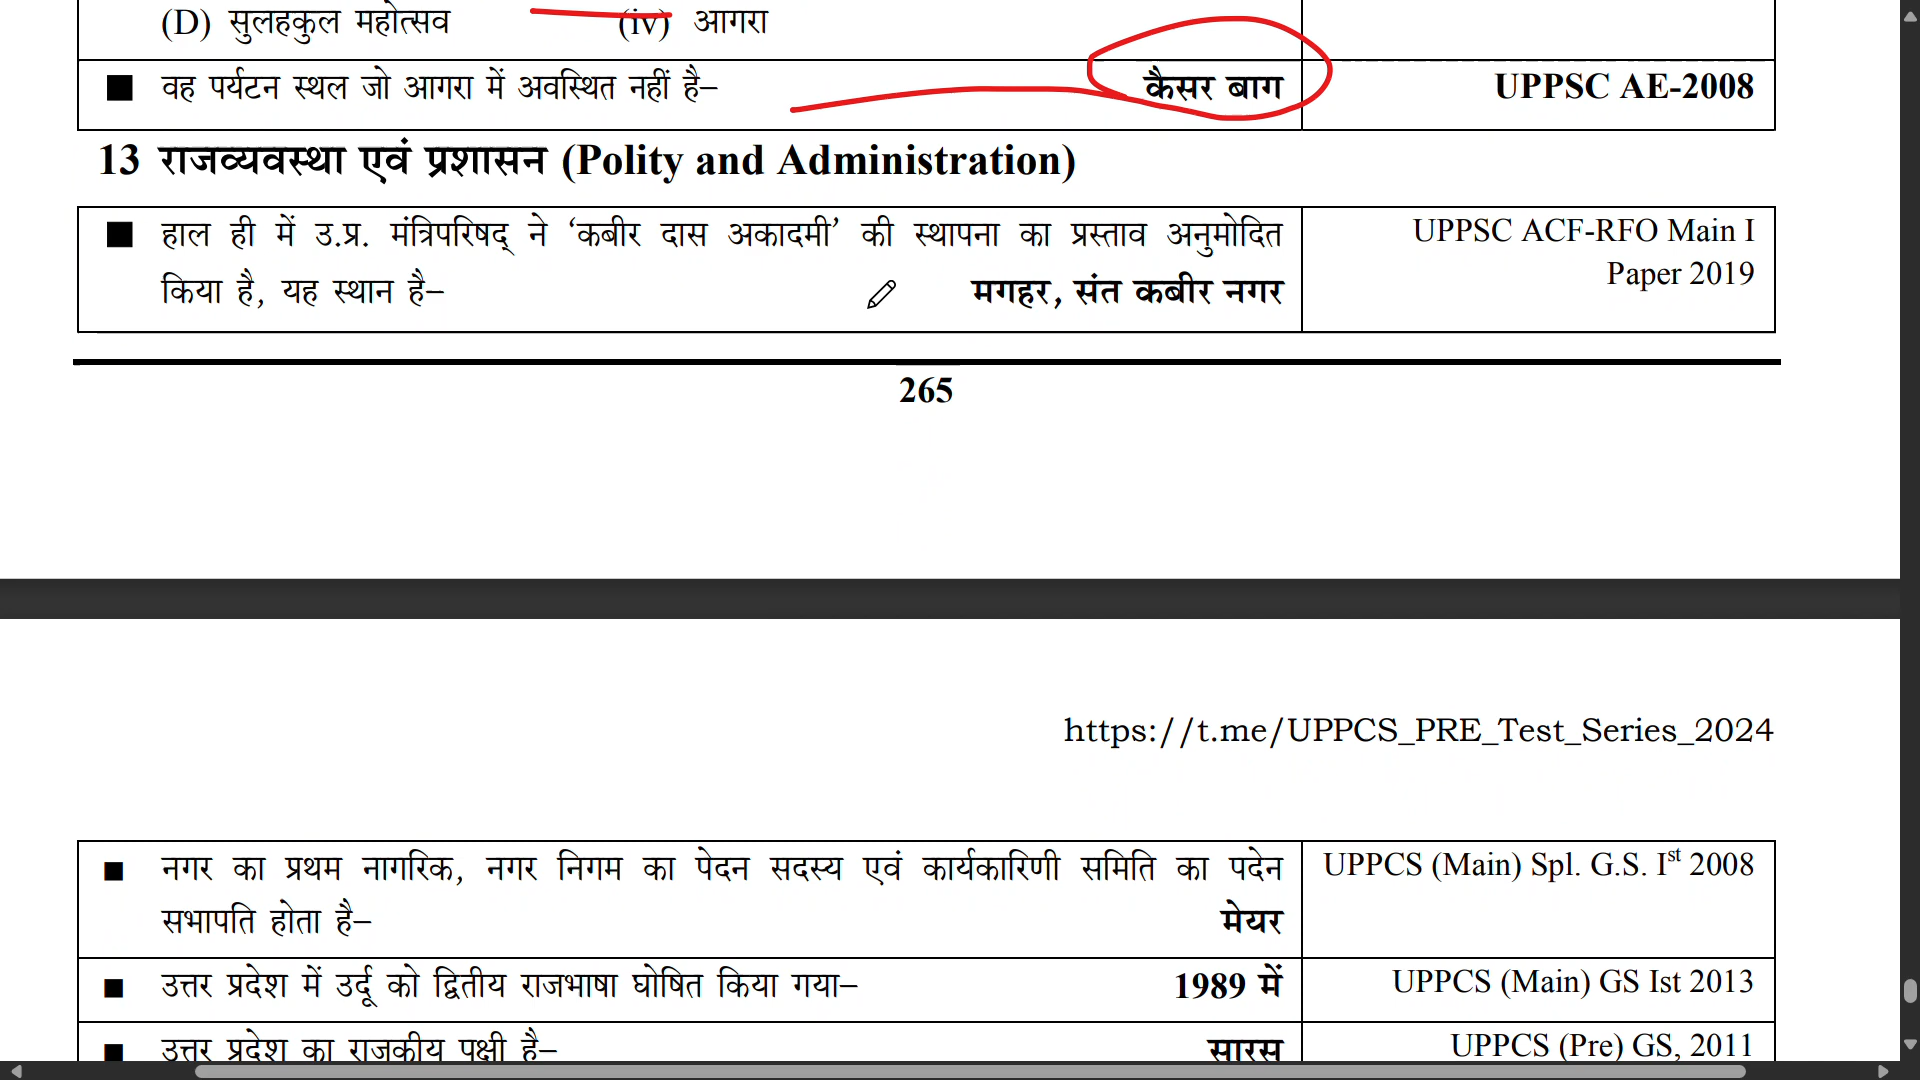 (D) सुलहकुल महोत्सव (iv) आगरा
■ वह पर्यटन स्थल जो आगरा में अवस्थित नहीं है– कैसर बाग UPPSC AE-2008
13 राजव्यवस्था एवं प्रशासन (Polity and Administration)
■ हाल ही में उ.प्र. मंत्रिपरिषद् ने ‘कबीर दास अकादमी’ की स्थापना का प्रस्ताव अनुमोदित UPPSC ACF-RFO Main I
किया है, यह स्थान है– मगहर, संत कबीर नगर Paper 2019
265
https://t.me/UPPCS_PRE_Test_Series_2024
■ नगर का प्रथम नागरिक, नगर निगम का पेदन सदस्य एवं कार्यकारिणी समिति का पदेन UPPCS (Main) Spl. G.S. Ist 2008
सभापति होता है– मेयर
■ उत्तर प्रदेश में उर्दू को द्वितीय राजभाषा घोषित किया गया– 1989 में UPPCS (Main) GS Ist 2013
■ उत्तर प्रदेश का राजकीय पक्षी है– सारस UPPCS (Pre) GS, 2011